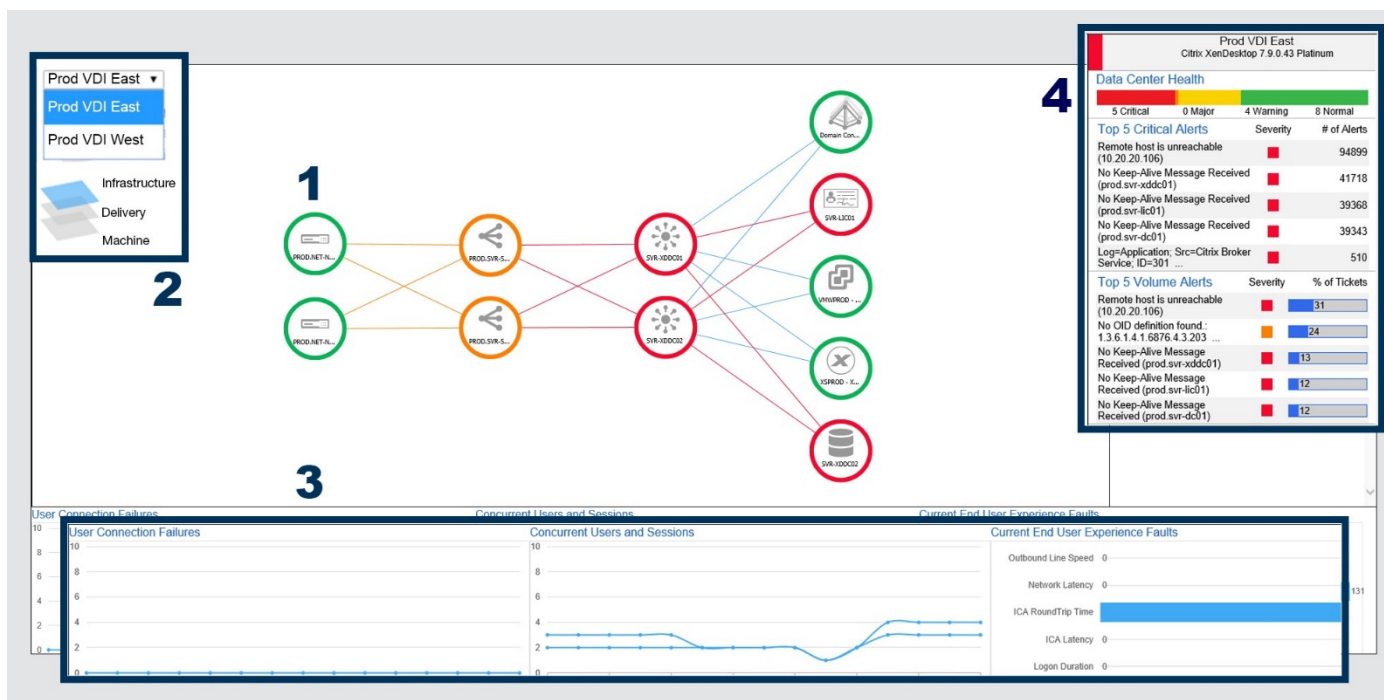 Prod VDI East
Prod VDI East
Prod VDI West
Infrastructure
Delivery
Machine
2
1
PROD.NET-N...
PROD.NET-N...
PROD.SVR-S...
PROD.SVR-S...
SVR-XDDC01
SVR-XDDC02
Domain Con...
SVR-LIC01
VMWPROD - ...
XSPROD - X...
SVR-XDDC02
4
Prod VDI East
Citrix XenDesktop 7.9.0.43 Platinum
Data Center Health
5 Critical 0 Major 4 Warning 8 Normal
Top 5 Critical Alerts Severity # of Alerts
Remote host is unreachable
(10.20.20.106) 94899
No Keep-Alive Message Received
(prod.svr-xddc01) 41718
No Keep-Alive Message Received
(prod.svr-lic01) 39368
No Keep-Alive Message Received
(prod.svr-dc01) 39343
Log=Application; Src=Citrix Broker
Service; ID=301 ... 510
Top 5 Volume Alerts Severity % of Tickets
Remote host is unreachable
(10.20.20.106) 31
No OID definition found.:
1.3.6.1.4.1.6876.4.3.203 ... 24
No Keep-Alive Message
Received (prod.svr-xddc01) 13
No Keep-Alive Message
Received (prod.svr-lic01) 12
No Keep-Alive Message
Received (prod.svr-dc01) 12
3
User Connection Failures Concurrent Users and Sessions Current End User Experience Faults
10
8
6
4
2
0
131
User Connection Failures
10
8
6
4
2
0
Concurrent Users and Sessions
10
8
6
4
2
0
Current End User Experience Faults
Outbound Line Speed 0
Network Latency 0
ICA RoundTrip Time
ICA Latency 0
Logon Duration 0